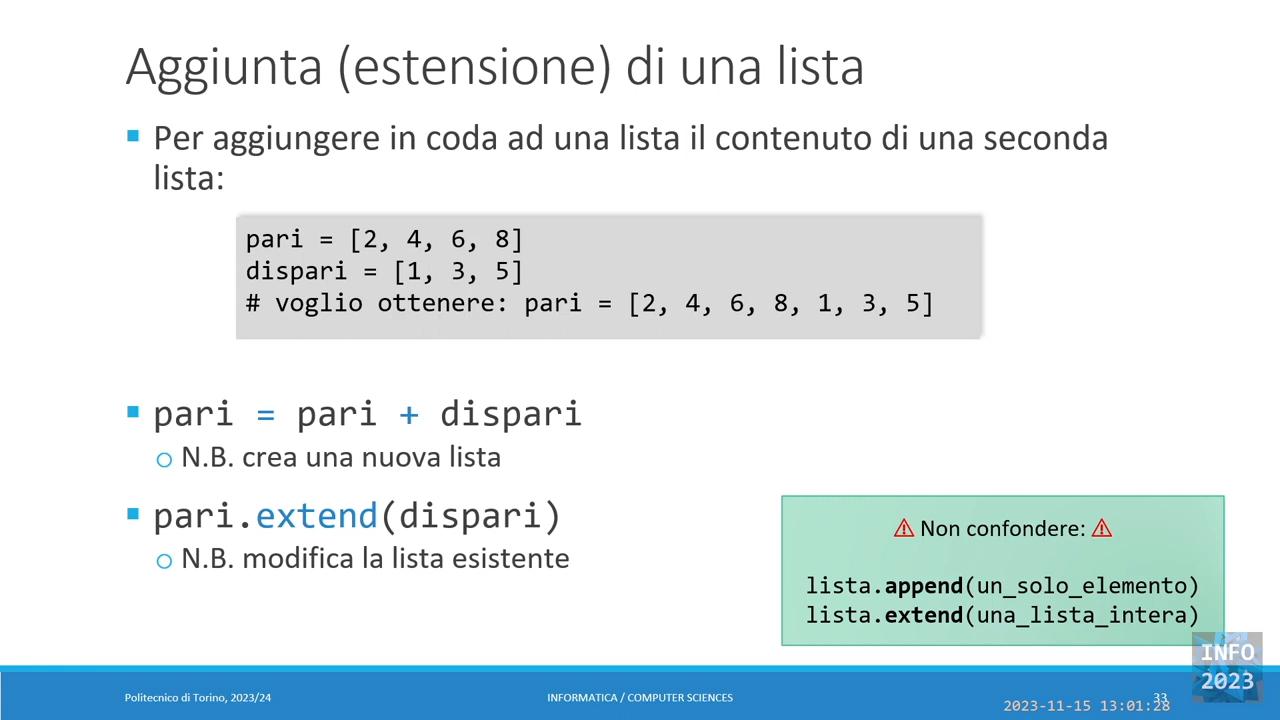 Aggiunta (estensione) di una lista
▪ Per aggiungere in coda ad una lista il contenuto di una seconda
lista:
pari = [2, 4, 6, 8]
dispari = [1, 3, 5]
# voglio ottenere: pari = [2, 4, 6, 8, 1, 3, 5]
▪ pari = pari + dispari
o N.B. crea una nuova lista
▪ pari.extend(dispari)
o N.B. modifica la lista esistente
⚠ Non confondere: ⚠
lista.append(un_solo_elemento)
lista.extend(una_lista_intera)
INFO
2023
Politecnico di Torino, 2023/24
INFORMATICA / COMPUTER SCIENCES
33
2023-11-15 13:01:28